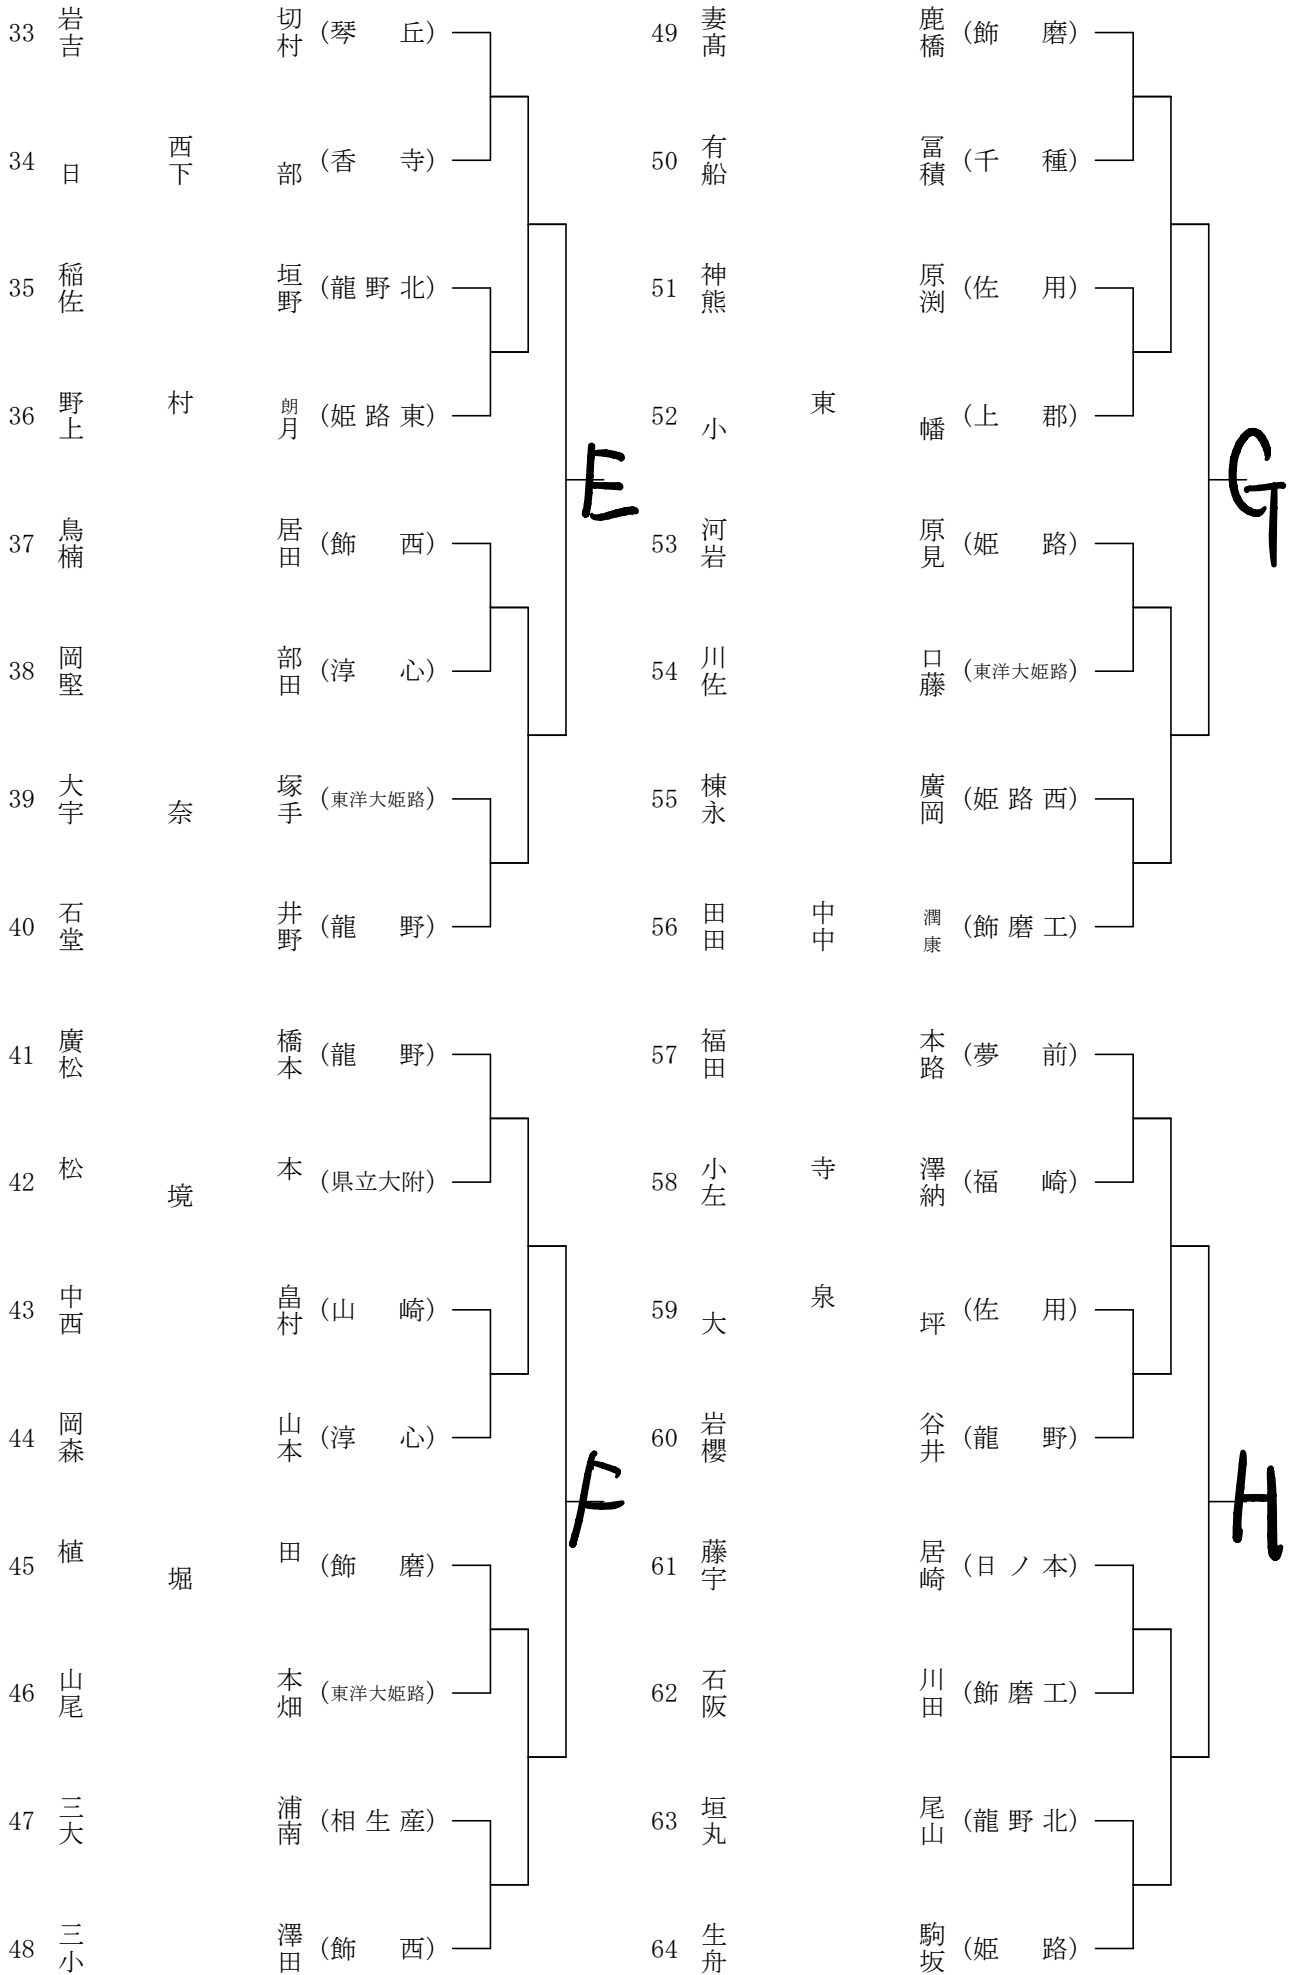 33 岩切 (琴丘)
吉村
34 西 (香寺)
日下部
35 稲垣 (龍野北)
佐野
36 野村朗 (姫路東)
上月
E
37 鳥居 (飾西)
楠田
38 岡部 (淳心)
堅田
39 大塚 (東洋大姫路)
宇奈手
40 石井 (龍野)
堂野
41 廣橋 (龍野)
松本
42 松本 (県立大附)
境
43 中畠 (山崎)
西村
44 岡山 (淳心)
森本
F
45 植田 (飾磨)
堀
46 山本 (東洋大姫路)
尾畑
47 三浦 (相生産)
大南
48 三澤 (飾西)
小田
49 妻鹿 (飾磨)
髙橋
50 有冨 (千種)
船積
51 神原 (佐用)
熊渕
52 東 (上郡)
小幡
G
53 河原 (姫路)
岩見
54 川口 (東洋大姫路)
佐藤
55 棟廣 (姫路西)
永岡
56 田中潤 (飾磨工)
田中康
57 福本 (夢前)
田路
58 小寺澤 (福崎)
左納
59 泉 (佐用)
大坪
60 岩谷 (龍野)
櫻井
H
61 藤居 (日ノ本)
宇崎
62 石川 (飾磨工)
阪田
63 垣尾 (龍野北)
丸山
64 生駒 (姫路)
舟坂